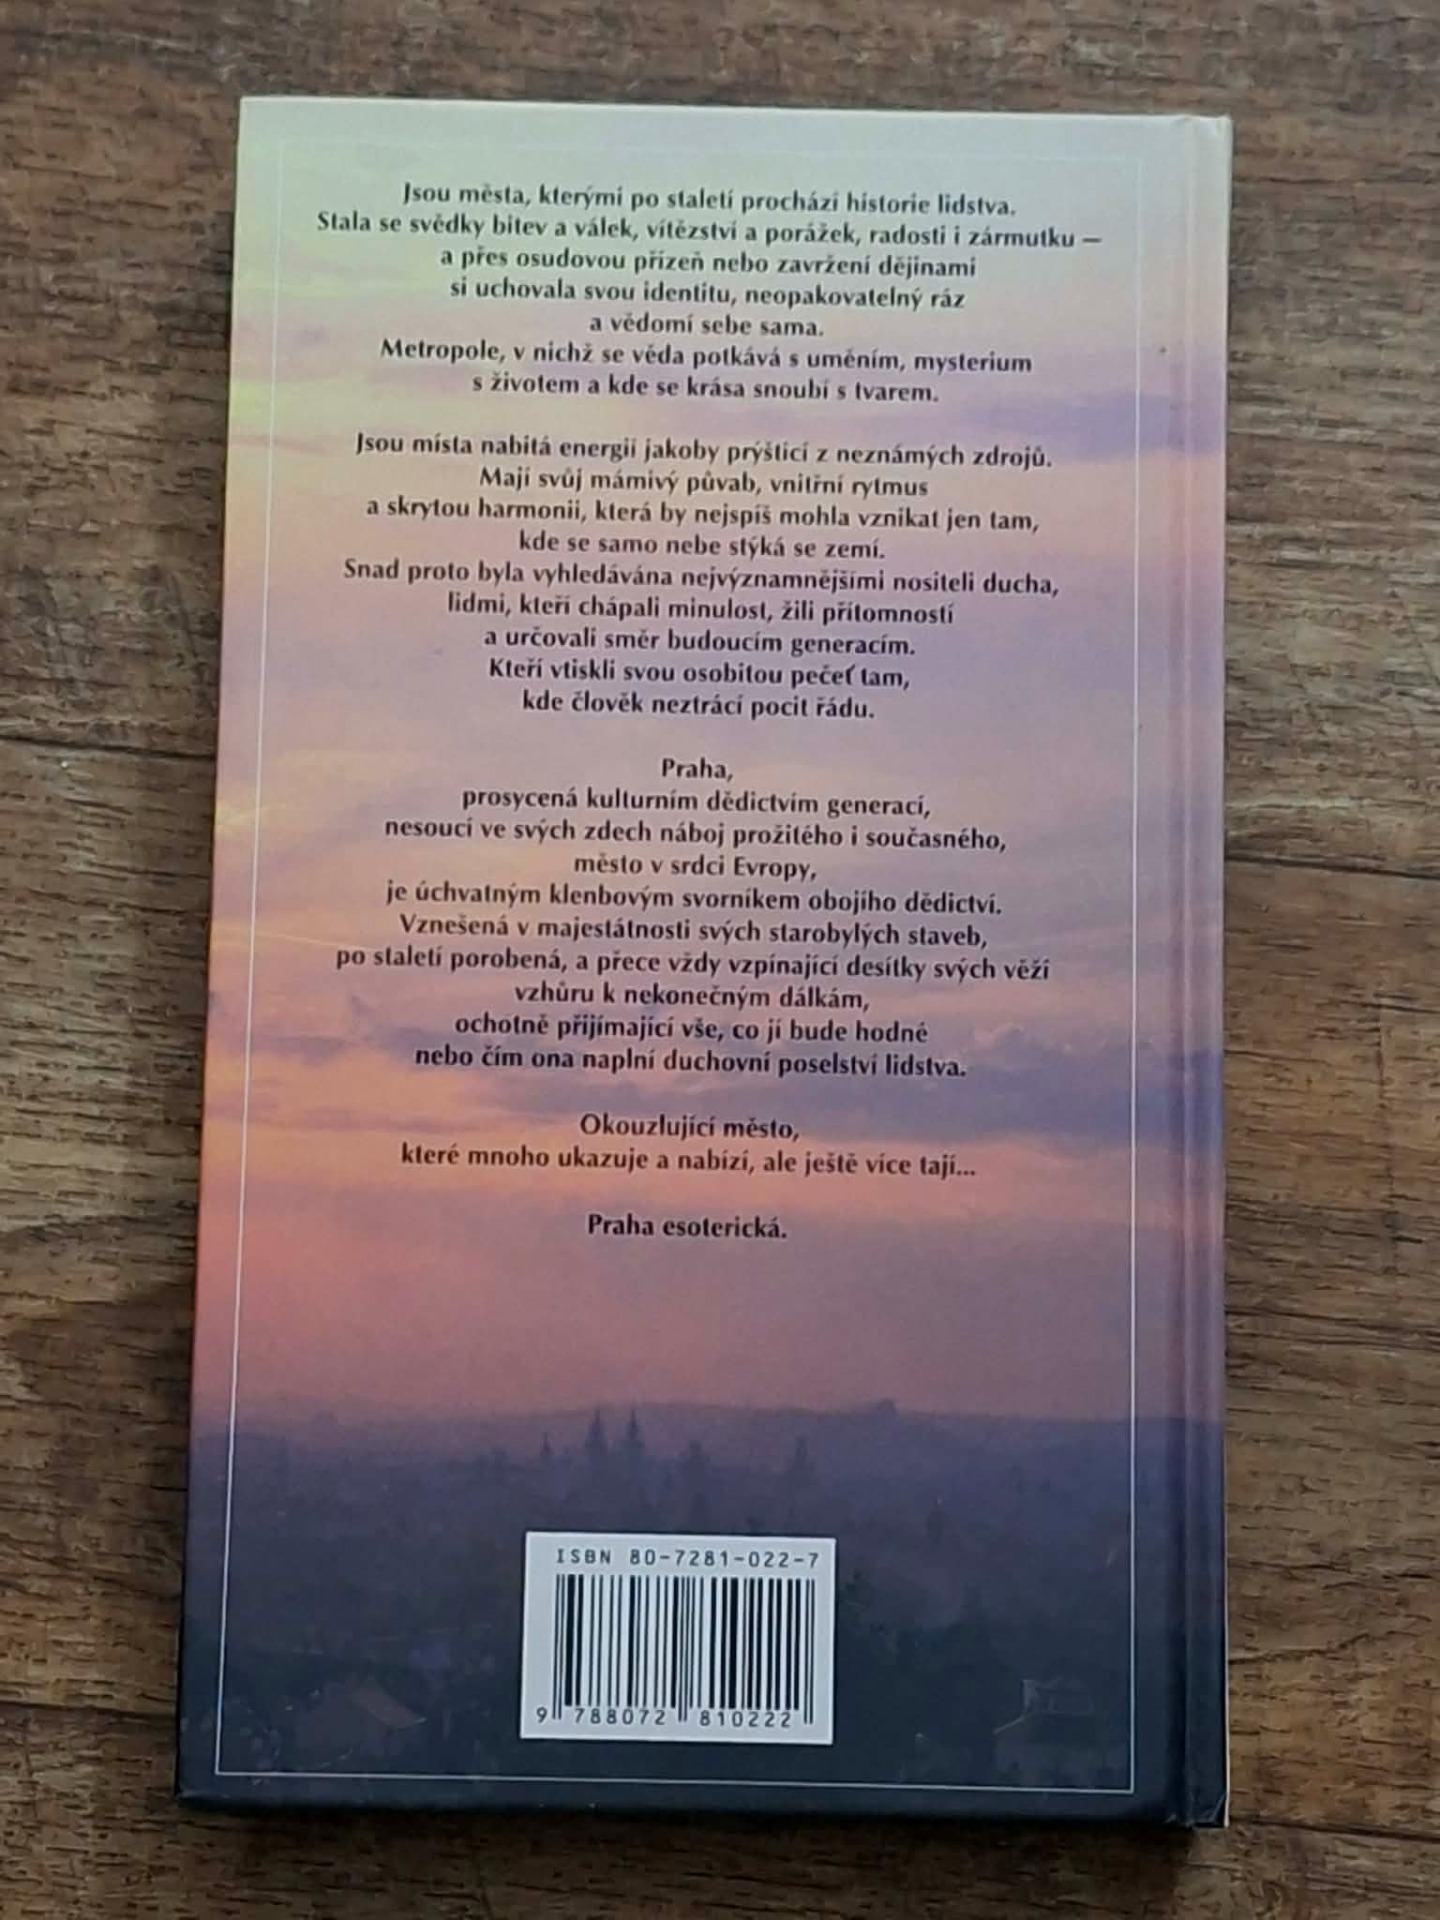 Jsou města, kterými po staletí prochází historie lidstva.
Stala se svědky bitev a válek, vítězství a porážek, radosti i zármutku —
a přes osudovou přízeň nebo zavržení dějinami
si uchovala svou identitu, neopakovatelný ráz
a vědomí sebe sama.
Metropole, v nichž se věda potkává s uměním, mysterium
s životem a kde se krása snoubí s tvarem.
Jsou místa nabitá energií jakoby prýštící z neznámých zdrojů.
Mají svůj mámivý půvab, vnitřní rytmus
a skrytou harmonii, která by nejspíš mohla vznikat jen tam,
kde se samo nebe stýká se zemí.
Snad proto byla vyhledávána nejvýznamnějšími nositeli ducha,
lidmi, kteří chápali minulost, žili přítomností
a určovali směr budoucím generacím.
Kteří vtiskli svou osobitou pečeť tam,
kde člověk neztrácí pocit řádu.
Praha,
prosycená kulturním dědictvím generací,
nesoucí ve svých zdech náboj prožitého i současného,
město v srdci Evropy,
je úchvatným klenbovým svorníkem obojího dědictví.
Vznešená v majestátnosti svých starobylých staveb,
po staletí porobená, a přece vždy vzpínající desítky svých věží
vzhůru k nekonečným dálkám,
ochotně přijímající vše, co jí bude hodné
nebo čím ona naplní duchovní poselství lidstva.
Okouzlující město,
které mnoho ukazuje a nabízí, ale ještě více tají...
Praha esoterická.
ISBN 80-7281-022-7
9 788072 810222